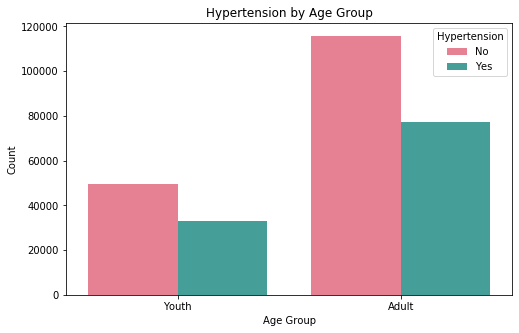 Hypertension by Age Group
120000
100000
80000
60000
40000
20000
0
Count
Hypertension
No
Yes
Youth
Adult
Age Group